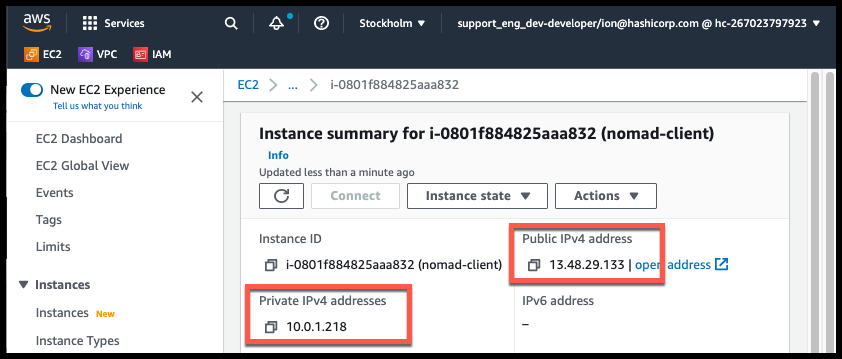 aws Services Stockholm support_eng_dev-developer/ion@hashicorp.com @ hc-267023797923
EC2 VPC IAM
New EC2 Experience
Tell us what you think
EC2 Dashboard
EC2 Global View
Events
Tags
Limits
Instances
Instances New
Instance Types
EC2 > ... > i-0801f884825aaa832
Instance summary for i-0801f884825aaa832 (nomad-client)
Info
Updated less than a minute ago
Connect Instance state Actions
Instance ID
i-0801f884825aaa832 (nomad-client)
Public IPv4 address
13.48.29.133 | open address
Private IPv4 addresses
10.0.1.218
IPv6 address
–